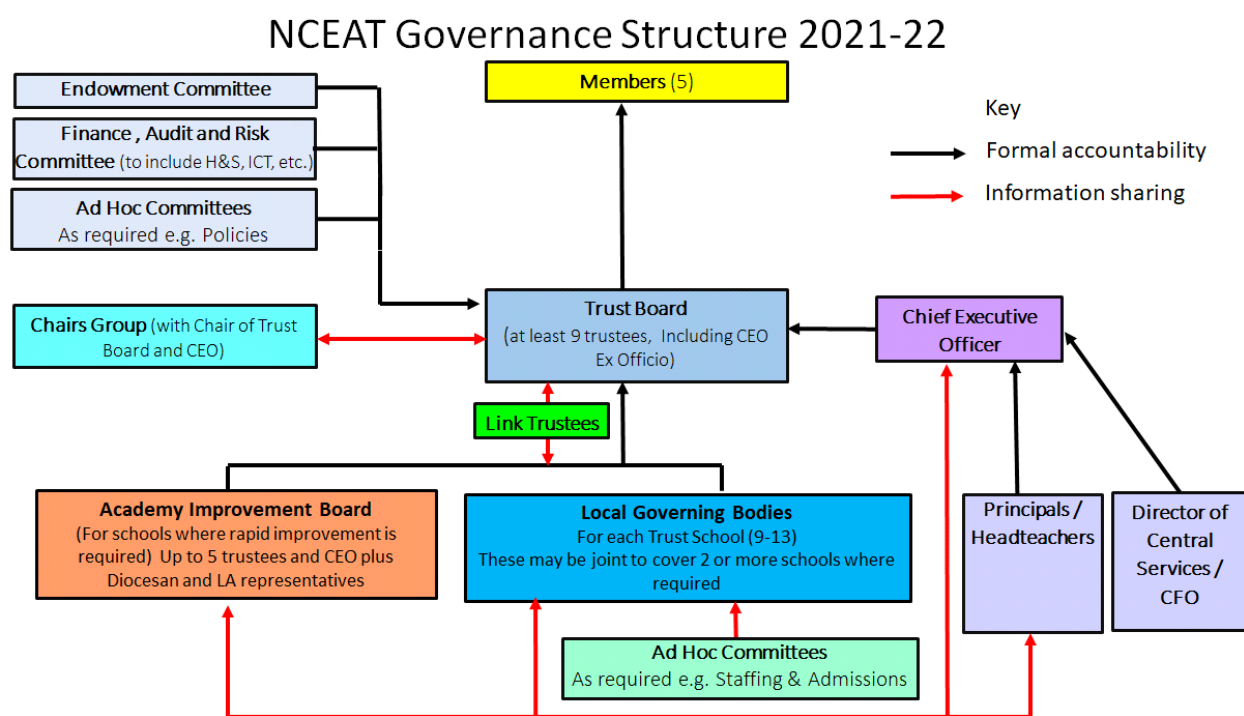 NCEAT Governance Structure 2021-22
Endowment Committee
Finance , Audit and Risk
Committee (to include H&S, ICT, etc.)
Ad Hoc Committees
As required e.g. Policies
Members (5)
Key
Formal accountability
Information sharing
Chairs Group (with Chair of Trust
Board and CEO)
Trust Board
(at least 9 trustees, Including CEO
Ex Officio)
Chief Executive
Officer
Link Trustees
Academy Improvement Board
(For schools where rapid improvement is
required) Up to 5 trustees and CEO plus
Diocesan and LA representatives
Local Governing Bodies
For each Trust School (9-13)
These may be joint to cover 2 or more schools where
required
Principals /
Headteachers
Director of
Central
Services /
CFO
Ad Hoc Committees
As required e.g. Staffing & Admissions